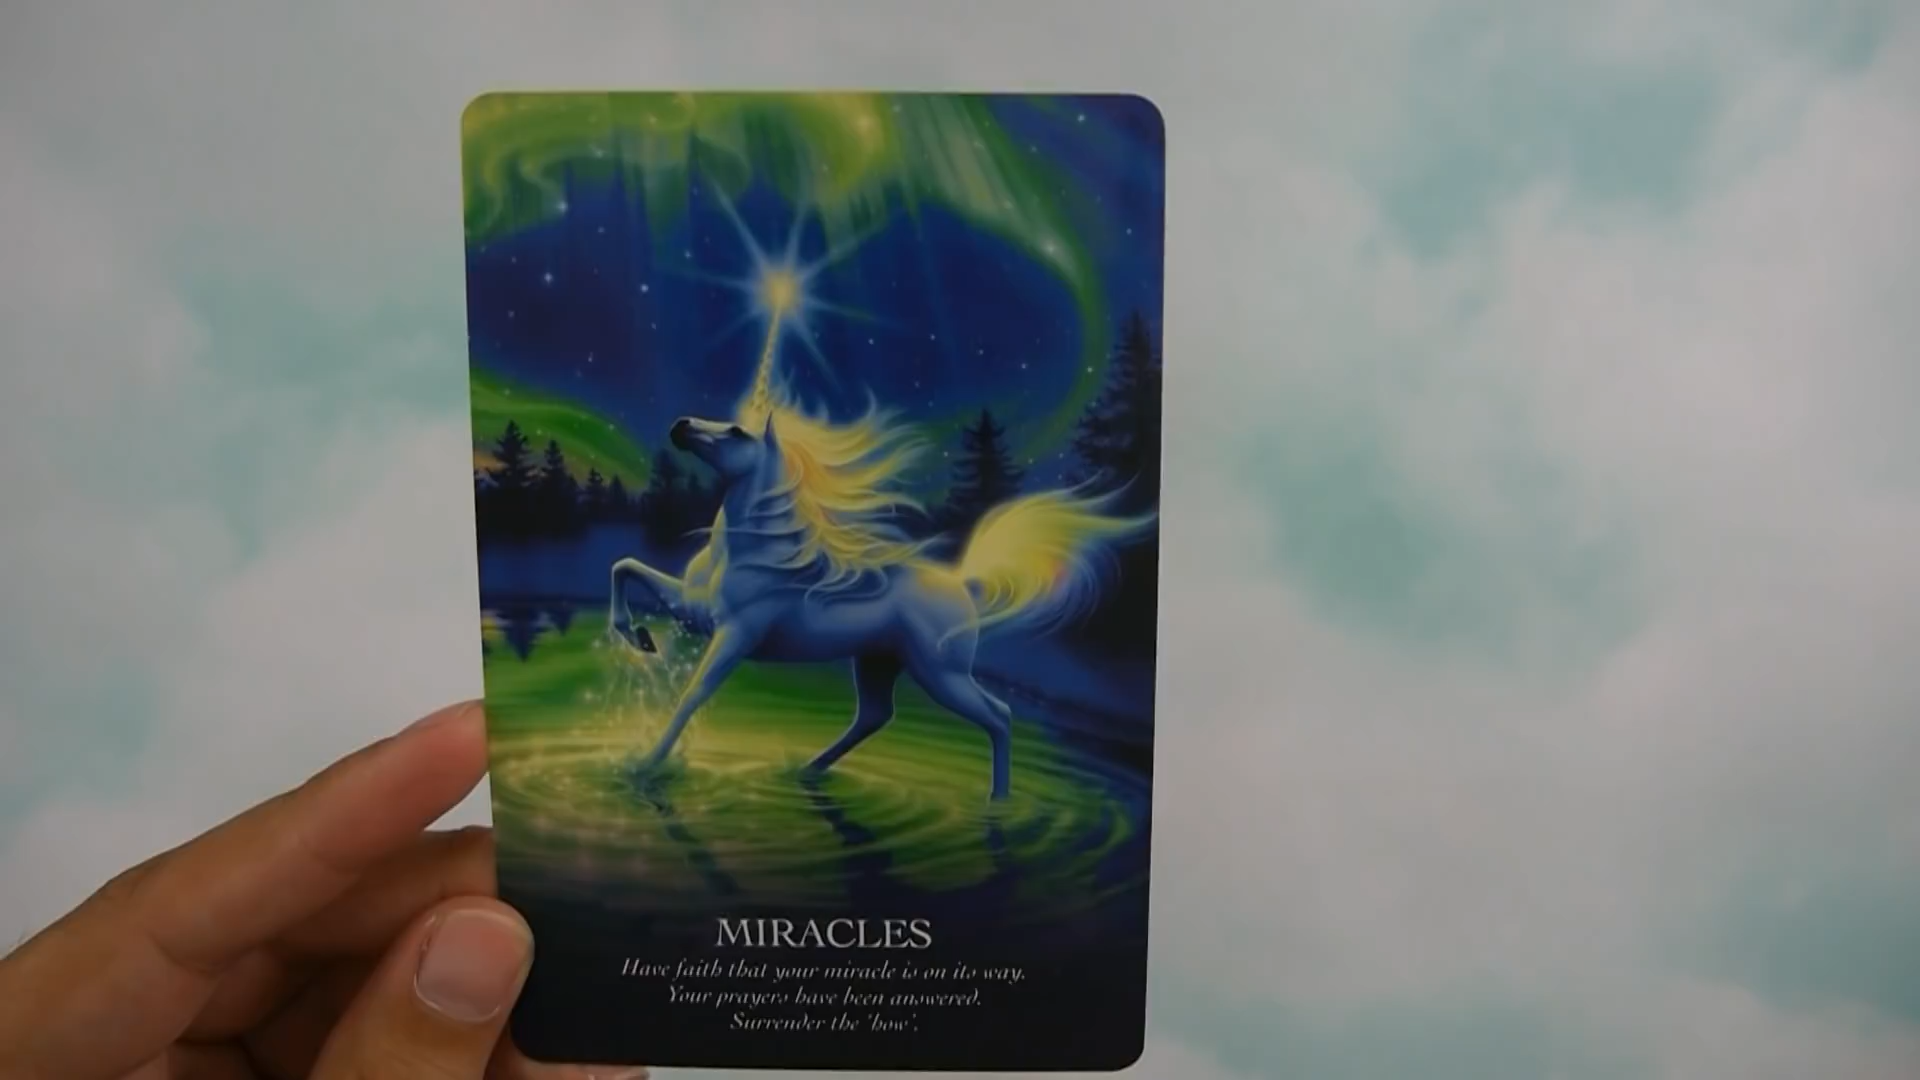 MIRACLES
Have faith that your miracle is on its way.
Your prayers have been answered.
Surrender the 'how'.